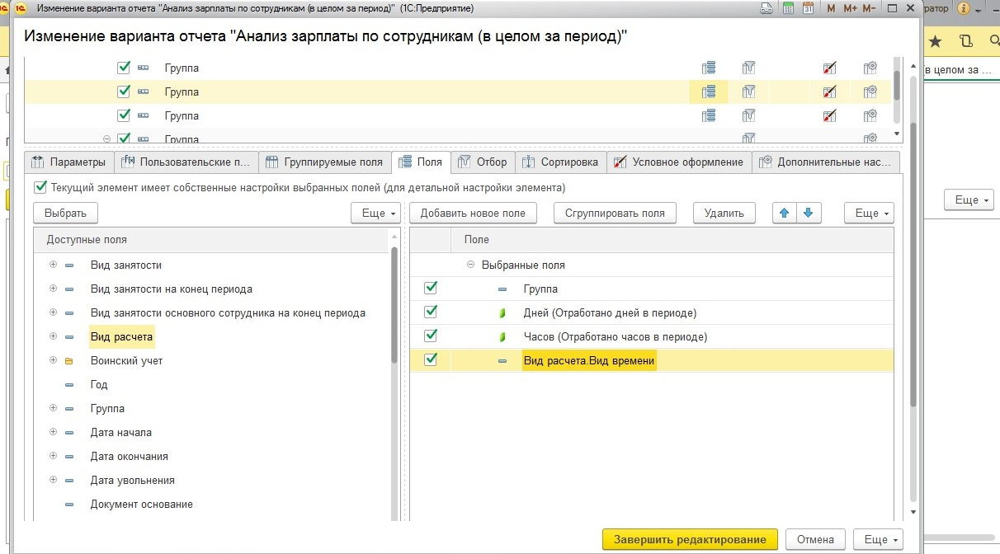 Изменение варианта отчета "Анализ зарплаты по сотрудникам (в целом за период)" (1С:Предприятие)
M M+ M-
ратор
Изменение варианта отчета "Анализ зарплаты по сотрудникам (в целом за период)"
в целом за ...
Группа
Группа
Группа
Группа
Параметры
Пользовательские п...
Группируемые поля
Поля
Отбор
Сортировка
Условное оформление
Дополнительные нас...
Текущий элемент имеет собственные настройки выбранных полей (для детальной настройки элемента)
Еще
Выбрать
Еще
Добавить новое поле
Сгруппировать поля
Удалить
Еще
Доступные поля
Вид занятости
Вид занятости на конец периода
Вид занятости основного сотрудника на конец периода
Вид расчета
Воинский учет
Год
Группа
Дата начала
Дата окончания
Дата увольнения
Документ основание
Поле
Выбранные поля
Группа
Дней (Отработано дней в периоде)
Часов (Отработано часов в периоде)
Вид расчета.Вид времени
Завершить редактирование
Отмена
Еще